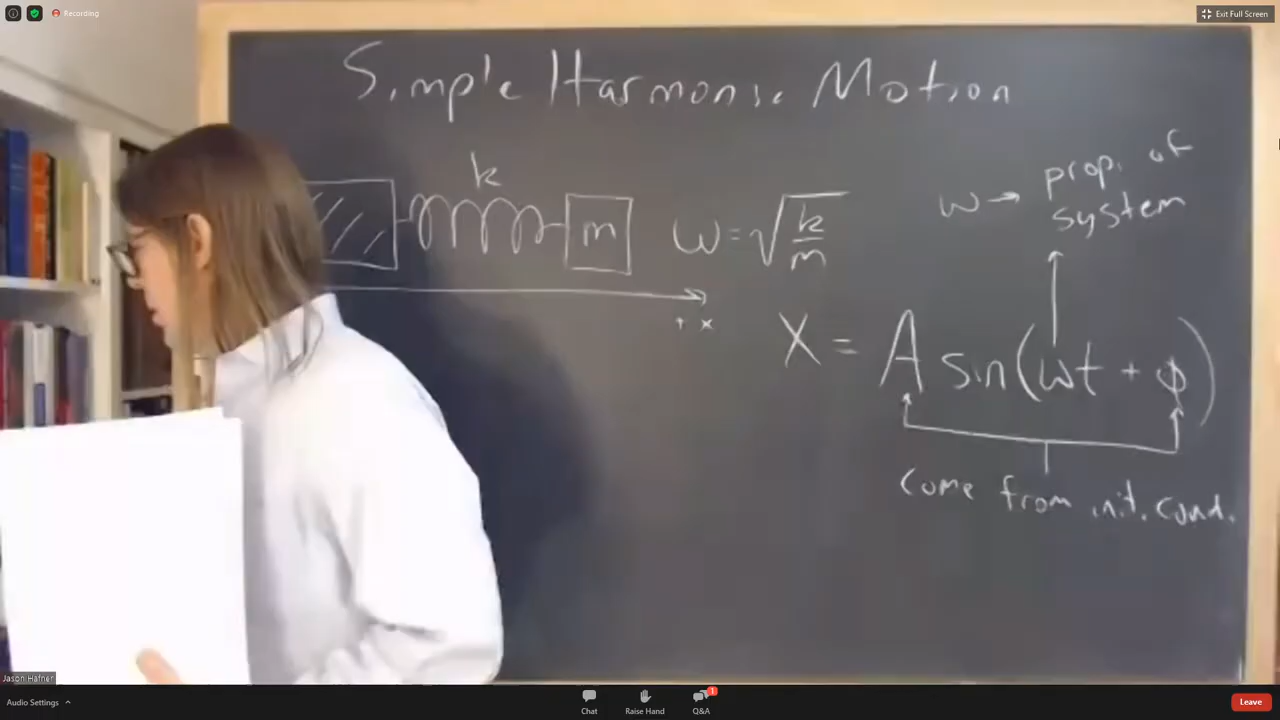 Recording
Exit Full Screen
Simple Harmonic Motion
k
m
ω = √k/m
+ x
ω → prop. of
system
X = A sin(ωt + φ)
come from init. cond.
Jason Hafner
Audio Settings
Chat
Raise Hand
Q&A
1
Leave